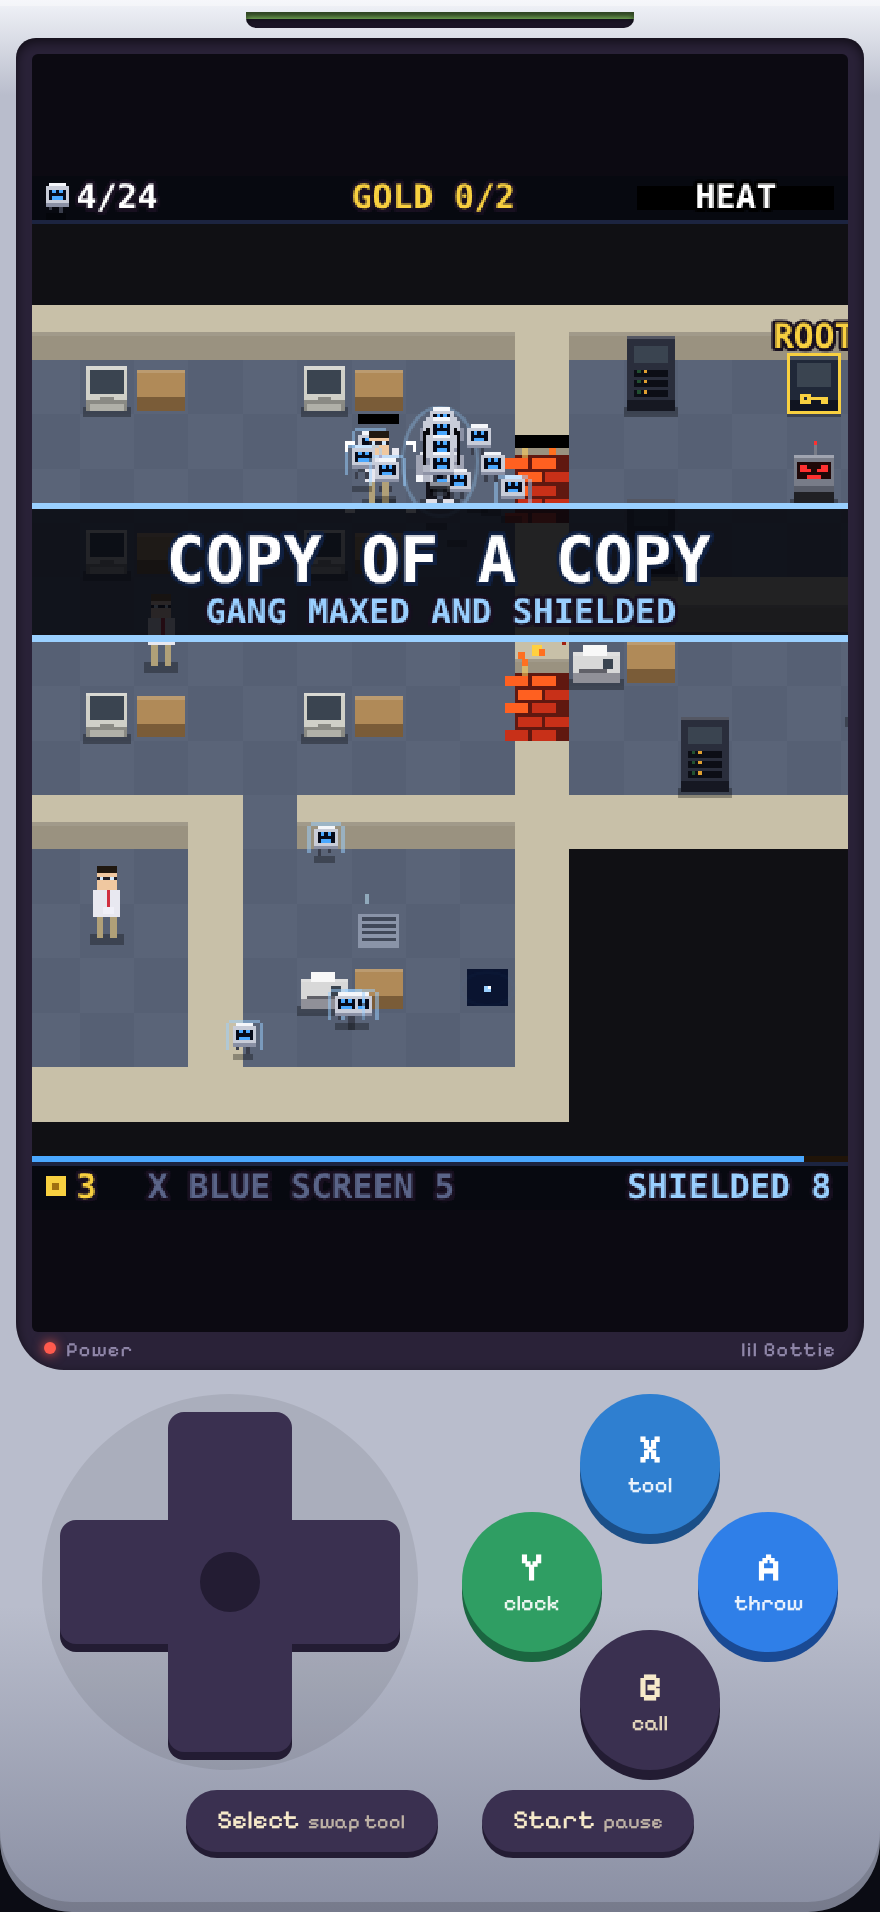 4/24 GOLD 0/2 HEAT
ROOT
COPY OF A COPY
GANG MAXED AND SHIELDED
3 X BLUE SCREEN 5 SHIELDED 8
Power lil Bottie
X
tool
Y
clock
A
throw
B
call
Select swap tool
Start pause